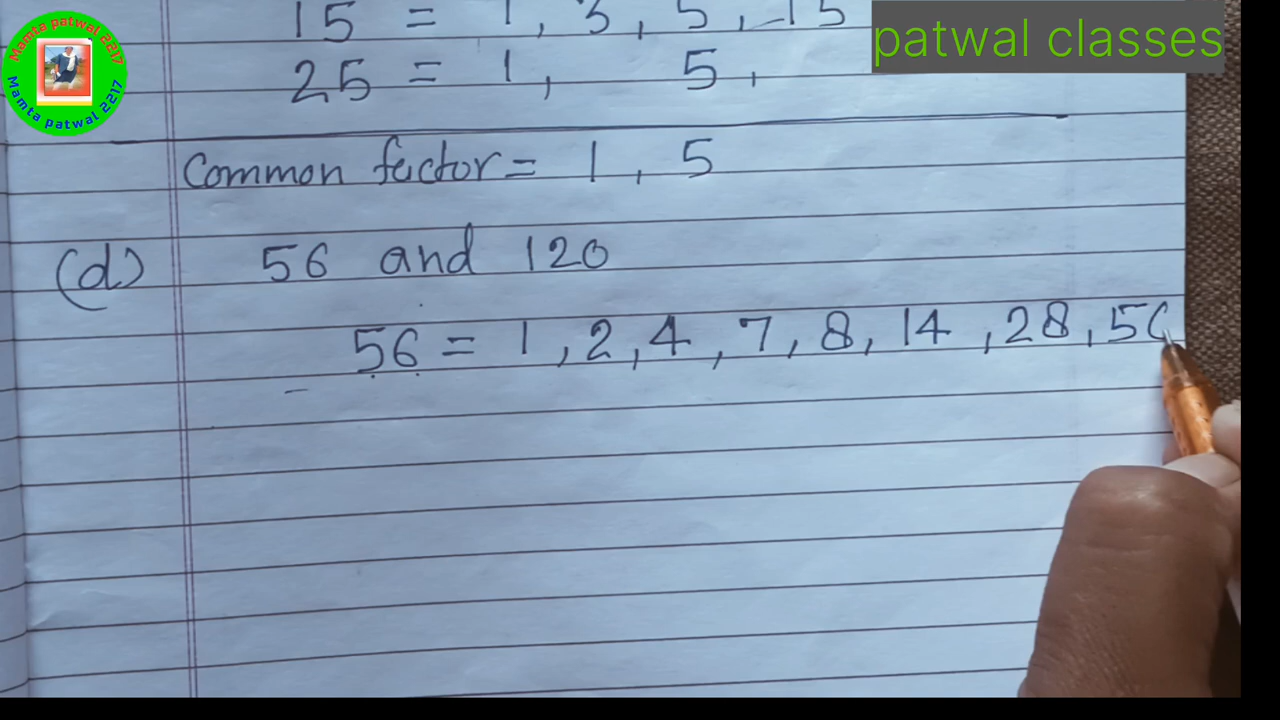 15 = 1, 3, 5, 15
patwal classes
Mamta patwal 2217
Mamta patwal 2217
25 = 1, 5,
Common factor = 1, 5
(d) 56 and 120
56 = 1, 2, 4, 7, 8, 14, 28, 56